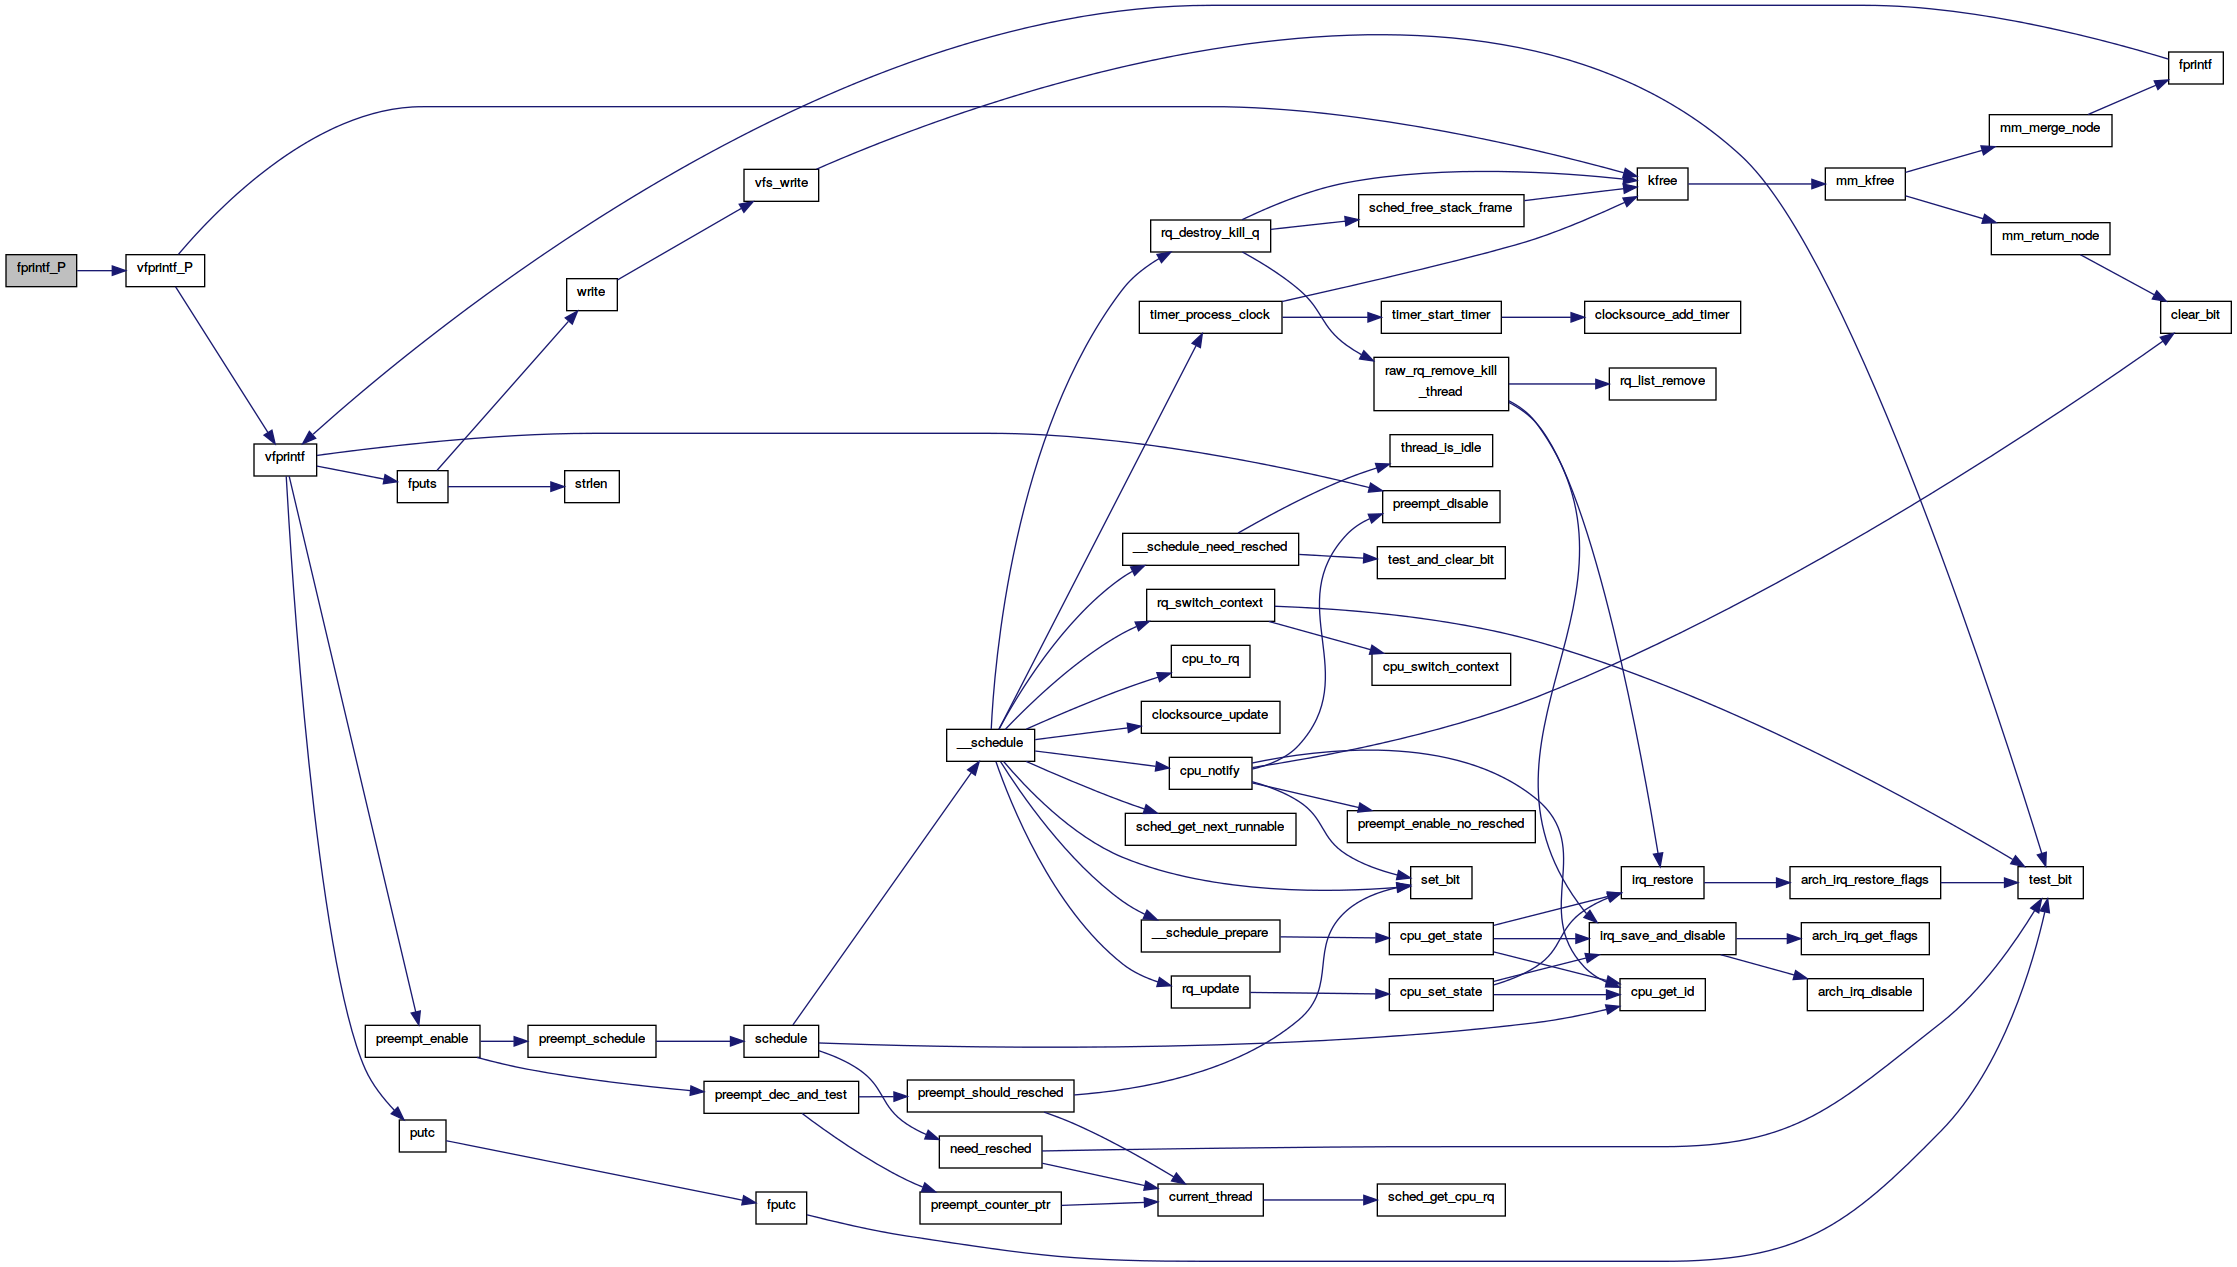 fprintf_P
vfprintf_P
vfprintf
fputs
strlen
write
vfs_write
preempt_enable
putc
preempt_schedule
schedule
preempt_dec_and_test
fputc
__schedule
preempt_should_resched
need_resched
preempt_counter_ptr
rq_destroy_kill_q
timer_process_clock
__schedule_need_resched
rq_switch_context
cpu_to_rq
clocksource_update
cpu_notify
sched_get_next_runnable
__schedule_prepare
rq_update
current_thread
sched_free_stack_frame
timer_start_timer
raw_rq_remove_kill
_thread
thread_is_idle
preempt_disable
test_and_clear_bit
cpu_switch_context
preempt_enable_no_resched
set_bit
cpu_get_state
cpu_set_state
sched_get_cpu_rq
kfree
clocksource_add_timer
rq_list_remove
irq_restore
irq_save_and_disable
cpu_get_id
mm_kfree
arch_irq_restore_flags
arch_irq_get_flags
arch_irq_disable
mm_merge_node
mm_return_node
test_bit
fprintf
clear_bit